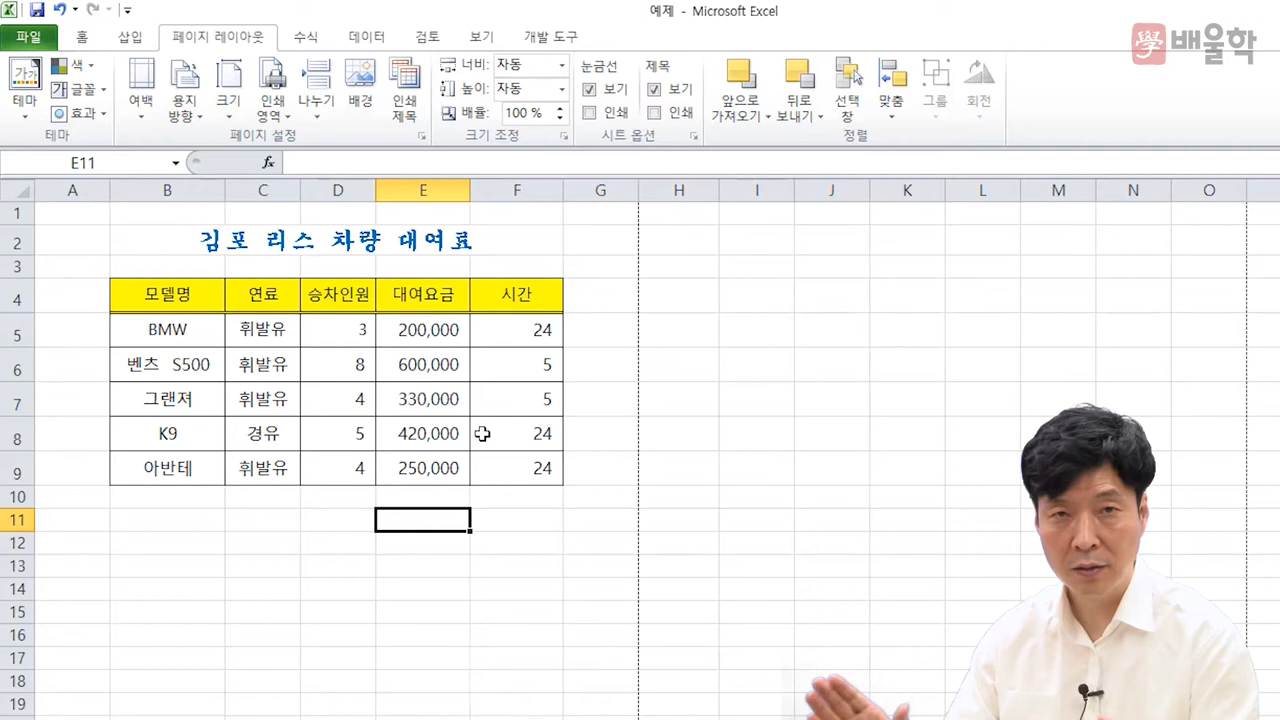 예제 - Microsoft Excel
파일 홈 삽입 페이지 레이아웃 수식 데이터 검토 보기 개발 도구
學 배울학
가가 테마
색
글꼴
효과
테마
여백 용지 방향 크기 인쇄 영역 나누기 배경 인쇄 제목
페이지 설정
너비: 자동
높이: 자동
배율: 100 %
크기 조정
눈금선 제목
보기 보기
인쇄 인쇄
시트 옵션
앞으로 가져오기 뒤로 보내기 선택 창 맞춤 그룹 회전
정렬
E11 fx
A B C D E F G H I J K L M N O
1
2 김포 리스 차량 대여료
3
4 모델명 연료 승차인원 대여요금 시간
5 BMW 휘발유 3 200,000 24
6 벤츠 S500 휘발유 8 600,000 5
7 그랜져 휘발유 4 330,000 5
8 K9 경유 5 420,000 24
9 아반테 휘발유 4 250,000 24
10
11
12
13
14
15
16
17
18
19